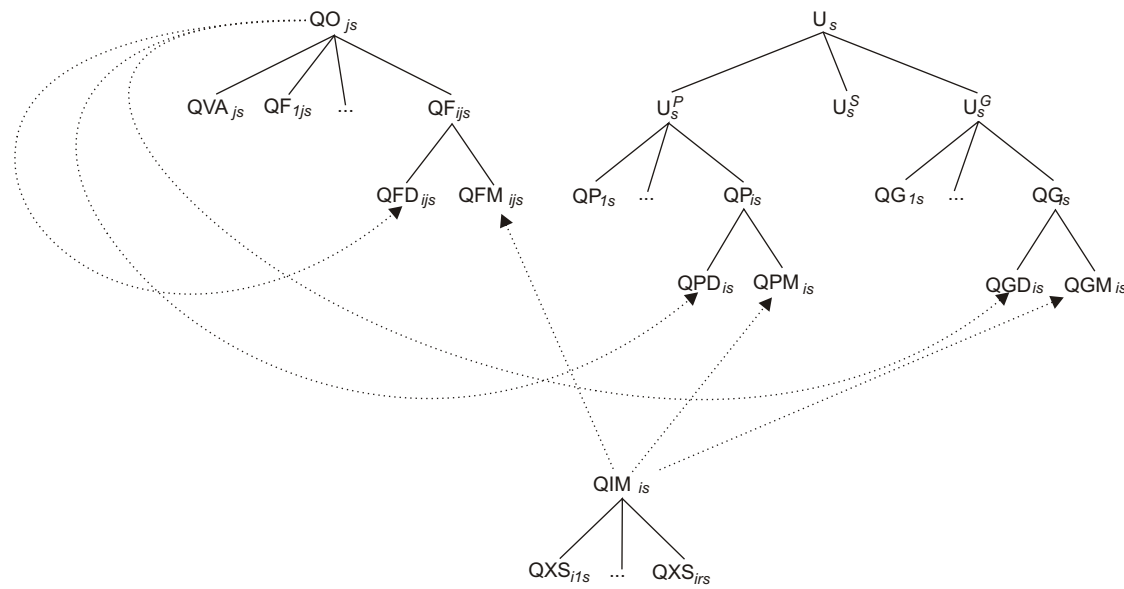 QO js U s
QVA js QF 1js ... QF ijs U s P U s S U s G
QFD ijs QFM ijs QP 1s ... QP is QG 1s ... QG is
QPD is QPM is QGD is QGM is
QIM is
QXS i1s ... QXS irs